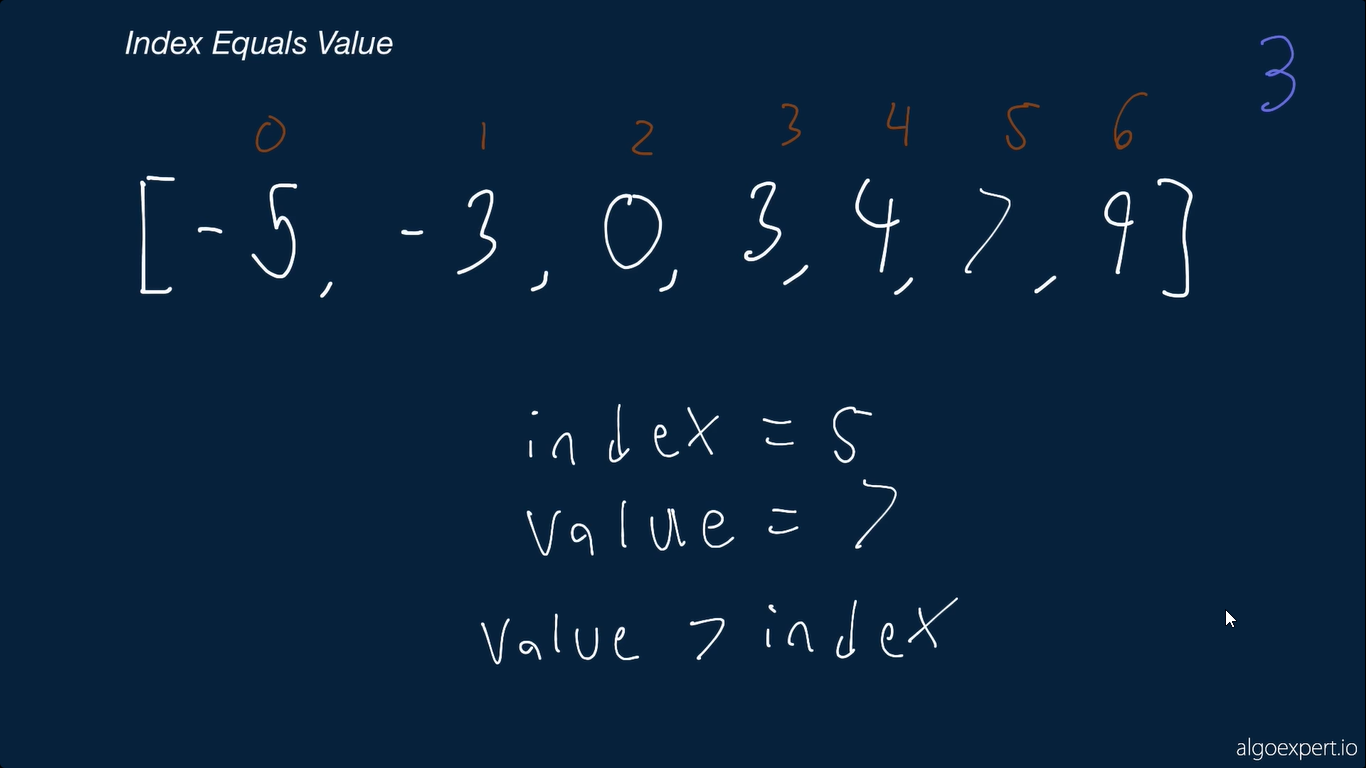 Index Equals Value
3
0 1 2 3 4 5 6
[-5, -3, 0, 3, 4, 7, 9]
index = 5
value = 7
value > index
algoexpert.io